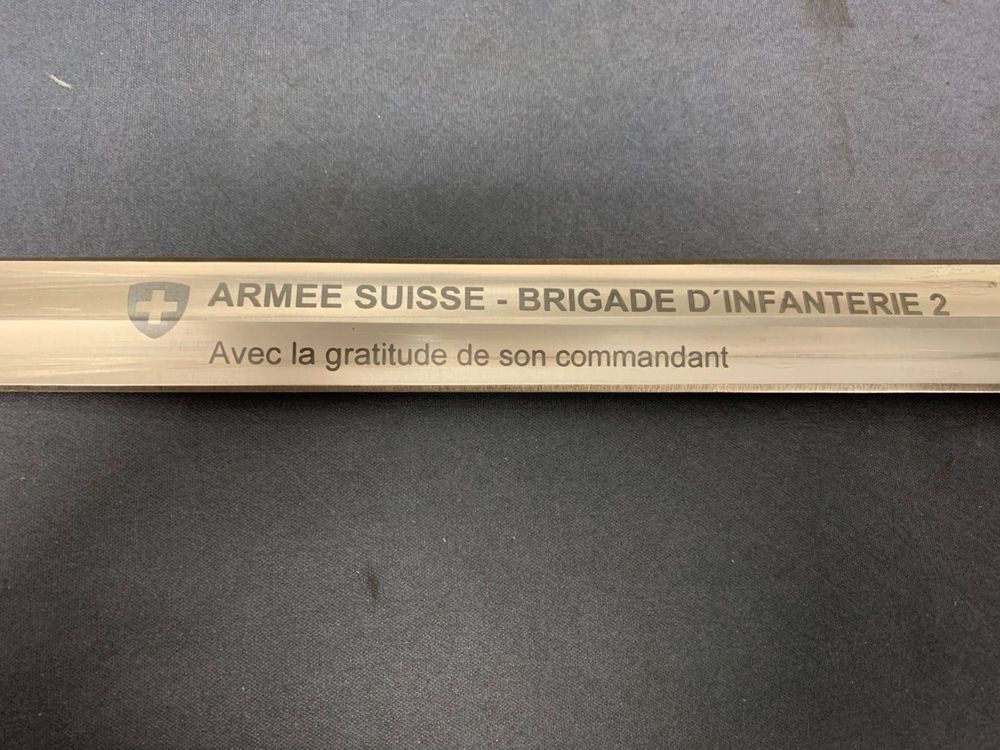 ARMEE SUISSE - BRIGADE D´INFANTERIE 2
Avec la gratitude de son commandant